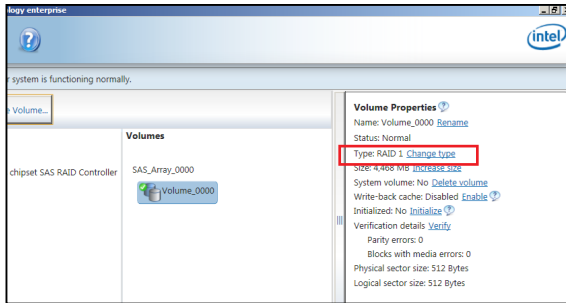 ology enterprise
intel
r system is functioning normally.
e Volume...
chipset SAS RAID Controller
Volumes
SAS_Array_0000
Volume_0000
Volume Properties
Name: Volume_0000 Rename
Status: Normal
Type: RAID 1 Change type
Size: 4,468 MB Increase size
System volume: No Delete volume
Write-back cache: Disabled Enable
Initialized: No Initialize
Verification details Verify
Parity errors: 0
Blocks with media errors: 0
Physical sector size: 512 Bytes
Logical sector size: 512 Bytes